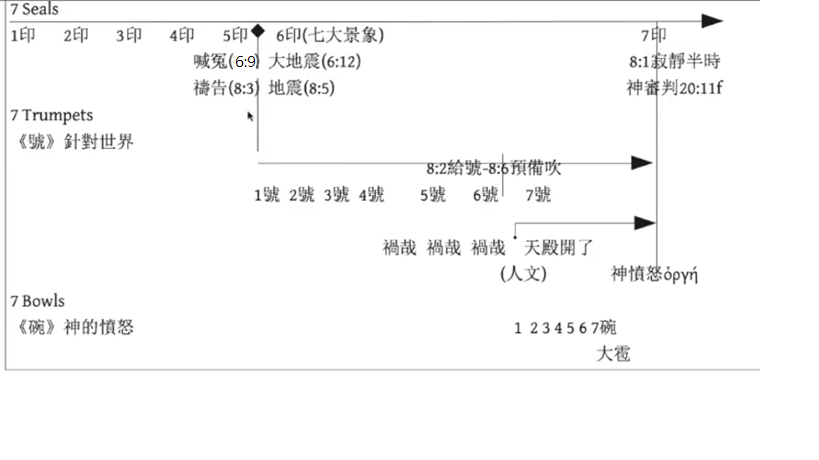 7 Seals
1印 2印 3印 4印 5印 6印(七大景象) 7印
喊冤(6:9) 大地震(6:12) 8:1寂靜半時
禱告(8:3) 地震(8:5) 神審判20:11f
7 Trumpets
《號》針對世界
8:2給號-8:6預備吹
1號 2號 3號 4號 5號 6號 7號
禍哉 禍哉 禍哉 天殿開了
(人文) 神憤怒ὀργή
7 Bowls
《碗》神的憤怒 1 2 3 4 5 6 7碗
大雹